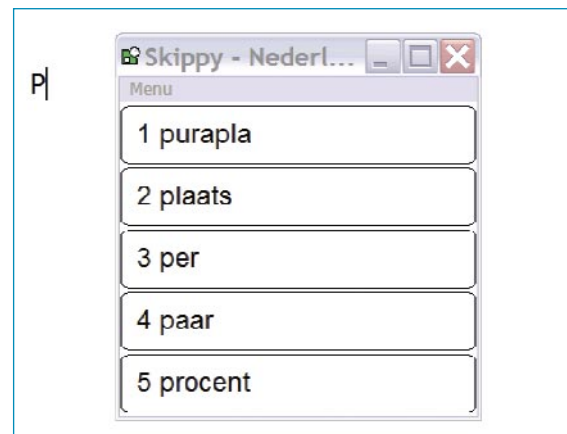 P
Skippy - Nederl...
Menu
1 purapla
2 plaats
3 per
4 paar
5 procent